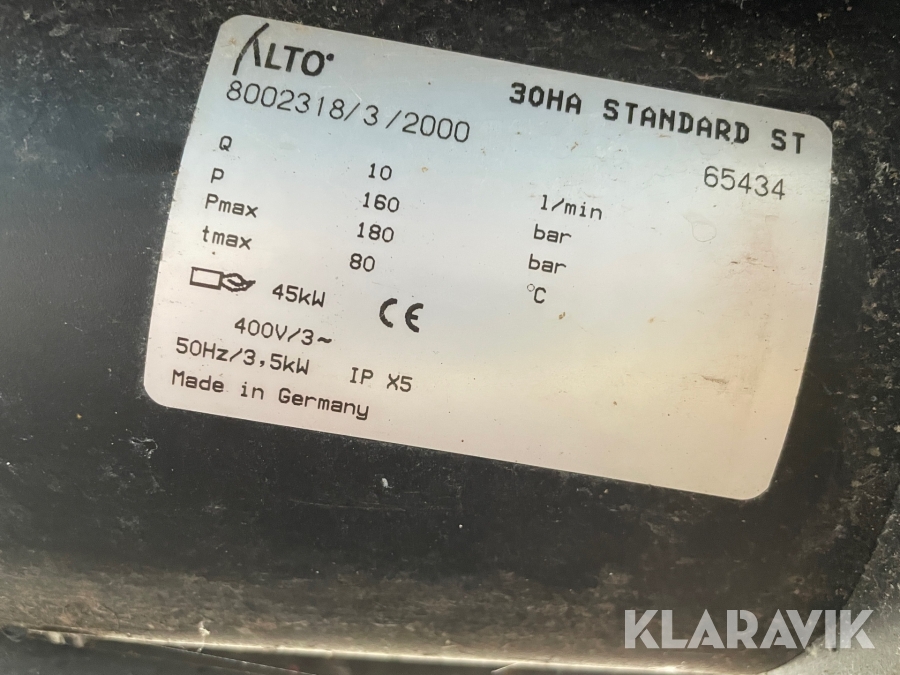 ALTO
30HA STANDARD ST
8002318/3/2000
65434
Q 10 l/min
P 160 bar
Pmax 180 bar
tmax 80 °C
45kW CE
400V/3~
50Hz/3,5kW IP X5
Made in Germany
KLARAVIK